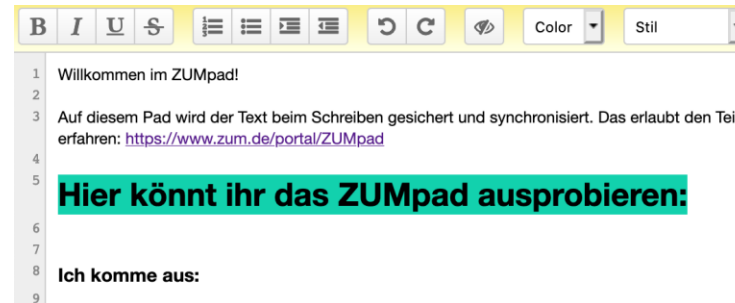 B I U S Color Stil
1 Willkommen im ZUMpad!
2
3 Auf diesem Pad wird der Text beim Schreiben gesichert und synchronisiert. Das erlaubt den Tei
erfahren: https://www.zum.de/portal/ZUMpad
4
5 Hier könnt ihr das ZUMpad ausprobieren:
6
7
8 Ich komme aus:
9